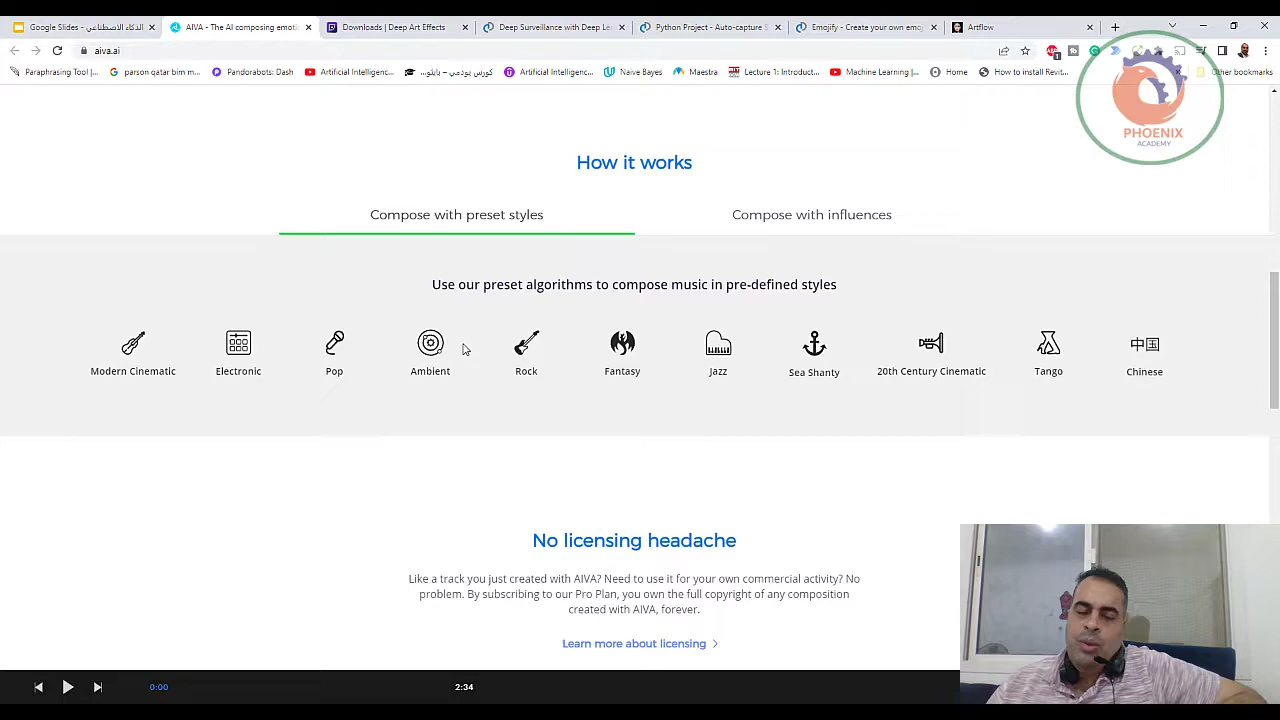 Google Slides - الذكاء الاصطناعي
AIVA - The AI composing emoti
Downloads | Deep Art Effects
Deep Surveillance with Deep Le
Python Project - Auto-capture S
Emojify - Create your own emoj
Artflow
aiva.ai
Paraphrasing Tool |
parson qatar bim m...
Pandorabots: Dash
Artificial Intelligenc...
Artificial Intelligenc...
Naive Bayes
Maestra
Lecture 1: Introduct...
Machine Learning |...
Home
How to install Revit...
Other bookmarks
PHOENIX
ACADEMY
How it works
Compose with preset styles
Compose with influences
Use our preset algorithms to compose music in pre-defined styles
Modern Cinematic
Electronic
Pop
Ambient
Rock
Fantasy
Jazz
Sea Shanty
20th Century Cinematic
Tango
中国
Chinese
No licensing headache
Like a track you just created with AIVA? Need to use it for your own commercial activity? No
problem. By subscribing to our Pro Plan, you own the full copyright of any composition
created with AIVA, forever.
Learn more about licensing
0:00
2:34